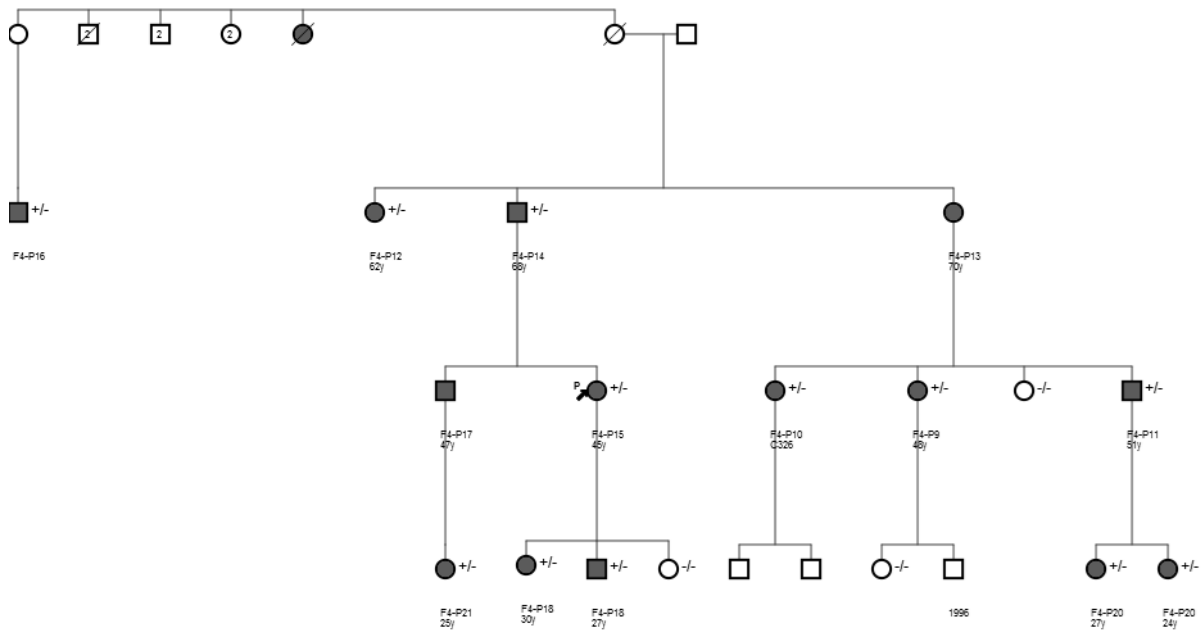 2
2
2
+/-
+/-
+/-
F4-P16
F4-P12
62y
F4-P14
68y
F4-P13
70y
P
+/-
+/-
+/-
-/-
+/-
F4-P17
47y
F4-P15
45y
F4-P10
C326
F4-P9
48y
F4-P11
51y
+/-
+/-
+/-
-/-
-/-
+/-
+/-
F4-P21
25y
F4-P18
30y
F4-P18
27y
1996
F4-P20
27y
F4-P20
24y